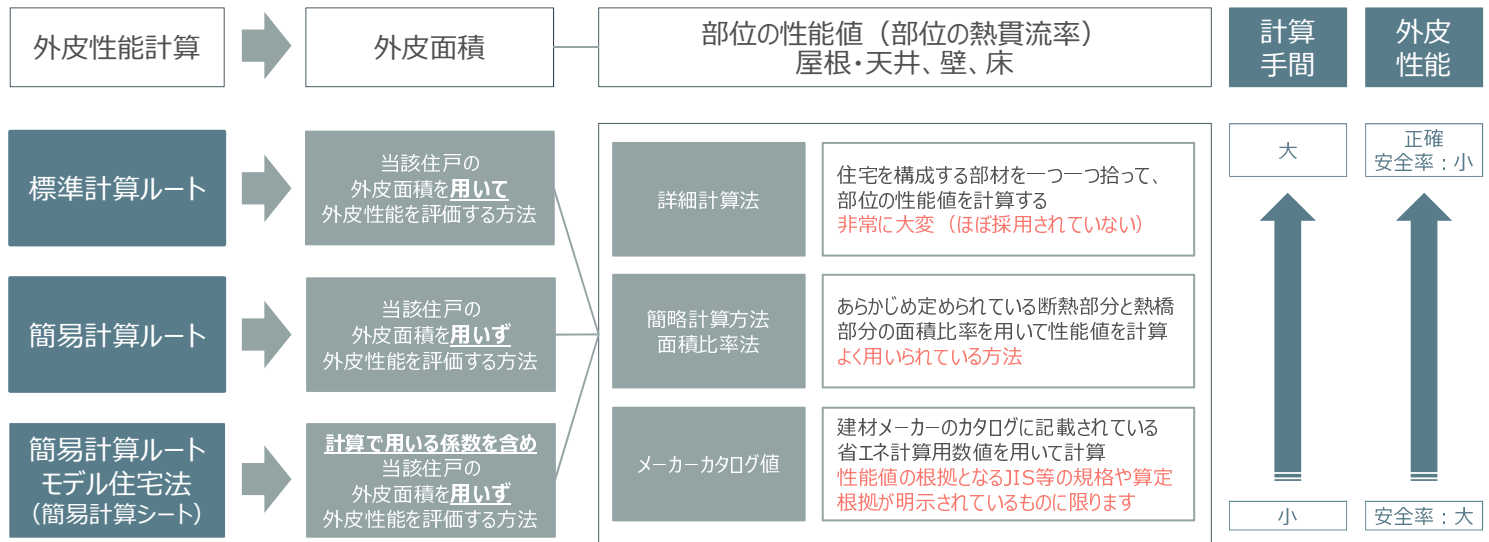 外皮性能計算
外皮面積
部位の性能値（部位の熱貫流率）
屋根・天井、壁、床
計算
手間
外皮
性能
標準計算ルート
当該住戸の
外皮面積を用いて
外皮性能を評価する方法
簡易計算ルート
当該住戸の
外皮面積を用いず
外皮性能を評価する方法
簡易計算ルート
モデル住宅法
（簡易計算シート）
計算で用いる係数を含め
当該住戸の
外皮面積を用いず
外皮性能を評価する方法
詳細計算法
住宅を構成する部材を一つ一つ拾って、
部位の性能値を計算する
非常に大変（ほぼ採用されていない）
簡略計算方法
面積比率法
あらかじめ定められている断熱部分と熱橋
部分の面積比率を用いて性能値を計算
よく用いられている方法
メーカーカタログ値
建材メーカーのカタログに記載されている
省エネ計算用数値を用いて計算
性能値の根拠となるJIS等の規格や算定
根拠が明示されているものに限ります
大
小
正確
安全率：小
安全率：大